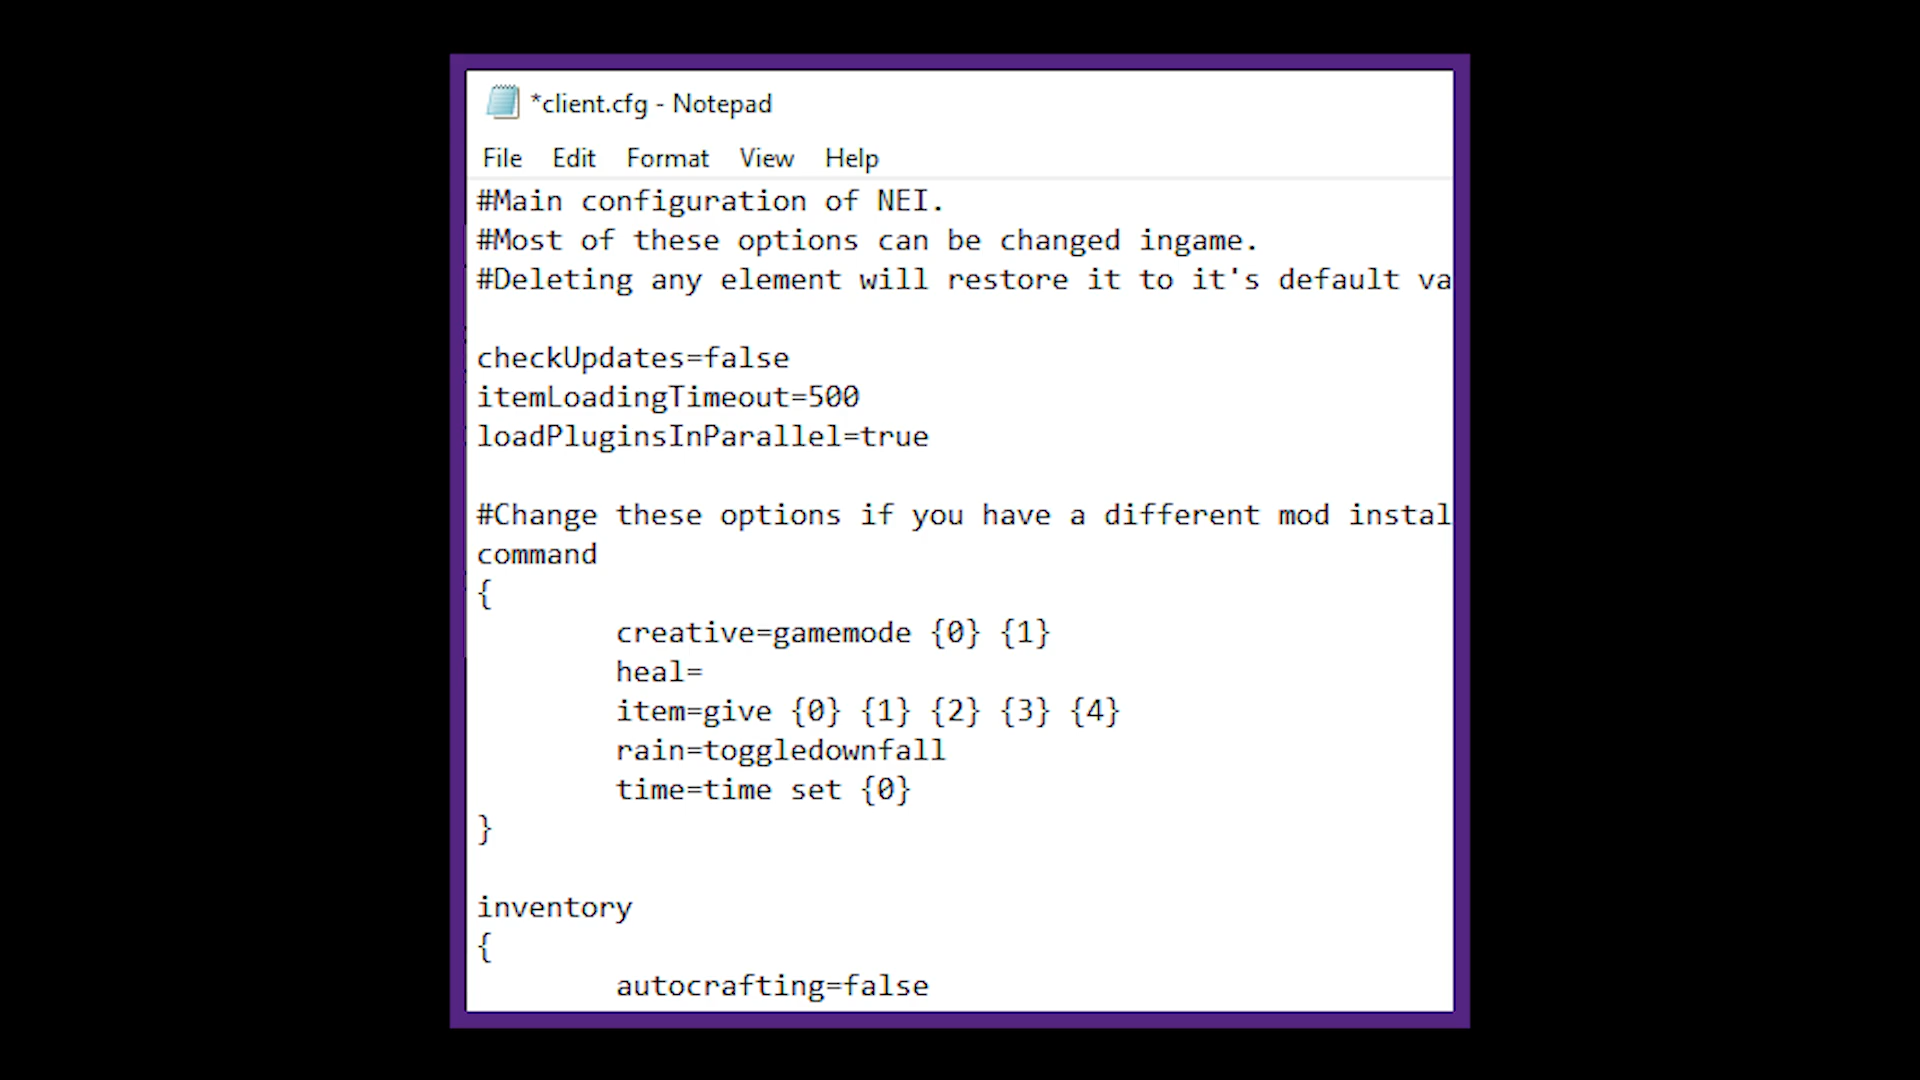 *client.cfg - Notepad
File Edit Format View Help
#Main configuration of NEI.
#Most of these options can be changed ingame.
#Deleting any element will restore it to it's default va
checkUpdates=false
itemLoadingTimeout=500
loadPluginsInParallel=true
#Change these options if you have a different mod instal
command
{
creative=gamemode {0} {1}
heal=
item=give {0} {1} {2} {3} {4}
rain=toggledownfall
time=time set {0}
}
inventory
{
autocrafting=false